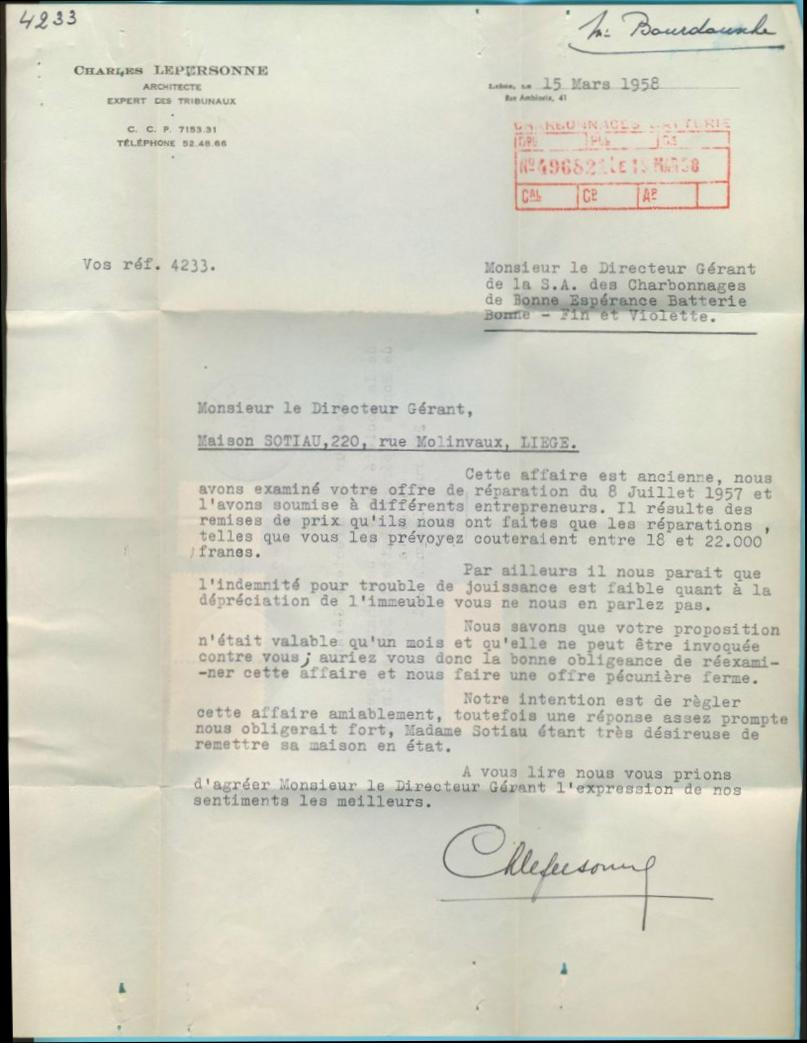 4233
CHARLES LEPERSONNE
ARCHITECTE
EXPERT DES TRIBUNAUX
C. C. P. 7153.31
TÉLÉPHONE 52.48.66
LIÉGE, LE 15 Mars 1958
Rue Ambiorix, 41
CHARBONNAGES BATTERIE
Nº 496821 LE 15 MAR 58
Vos réf. 4233.
Monsieur le Directeur Gérant
de la S.A. des Charbonnages
de Bonne Espérance Batterie
Bonne - Fin et Violette.
Monsieur le Directeur Gérant,
Maison SOTIAU,220, rue Molinvaux, LIEGE.
Cette affaire est ancienne, nous
avons examiné votre offre de réparation du 8 Juillet 1957 et
l'avons soumise à différents entrepreneurs. Il résulte des
remises de prix qu'ils nous ont faites que les réparations ,
telles que vous les prévoyez couteraient entre 18 et 22.000
francs.
Par ailleurs il nous parait que
l'indemnité pour trouble de jouissance est faible quant à la
dépréciation de l'immeuble vous ne nous en parlez pas.
Nous savons que votre proposition
n'était valable qu'un mois et qu'elle ne peut être invoquée
contre vous; auriez vous donc la bonne obligeance de réexami-
-ner cette affaire et nous faire une offre pécunière ferme.
Notre intention est de règler
cette affaire amiablement, toutefois une réponse assez prompte
nous obligerait fort, Madame Sotiau étant très désireuse de
remettre sa maison en état.
A vous lire nous vous prions
d'agréer Monsieur le Directeur Gérant l'expression de nos
sentiments les meilleurs.
ChLepersonne